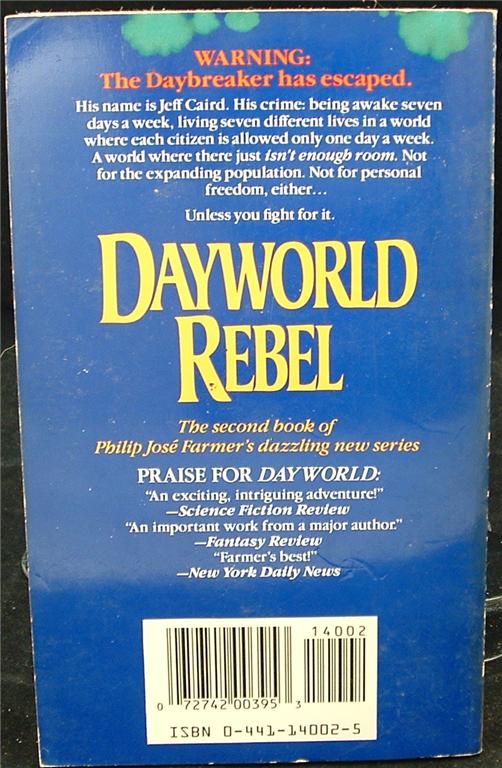 WARNING:
The Daybreaker has escaped.
His name is Jeff Caird. His crime: being awake seven
days a week, living seven different lives in a world
where each citizen is allowed only one day a week.
A world where there just isn't enough room. Not
for the expanding population. Not for personal
freedom, either...
Unless you fight for it.
DAYWORLD
REBEL
The second book of
Philip José Farmer's dazzling new series
PRAISE FOR DAYWORLD:
"An exciting, intriguing adventure!"
—Science Fiction Review
"An important work from a major author."
—Fantasy Review
"Farmer's best!"
—New York Daily News
14002
0 72742 00395 3
ISBN 0-441-14002-5